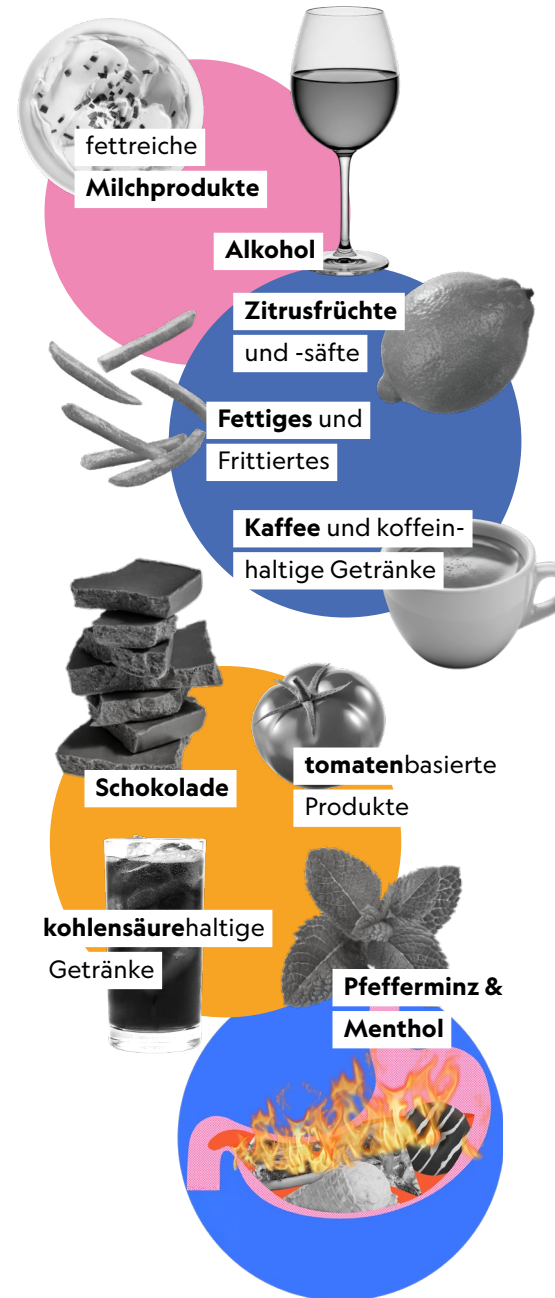 fettreiche
Milchprodukte
Alkohol
Zitrusfrüchte
und -säfte
Fettiges und
Frittiertes
Kaffee und koffein-
haltige Getränke
Schokolade
tomatenbasierte
Produkte
kohlensäurehaltige
Getränke
Pfefferminz &
Menthol